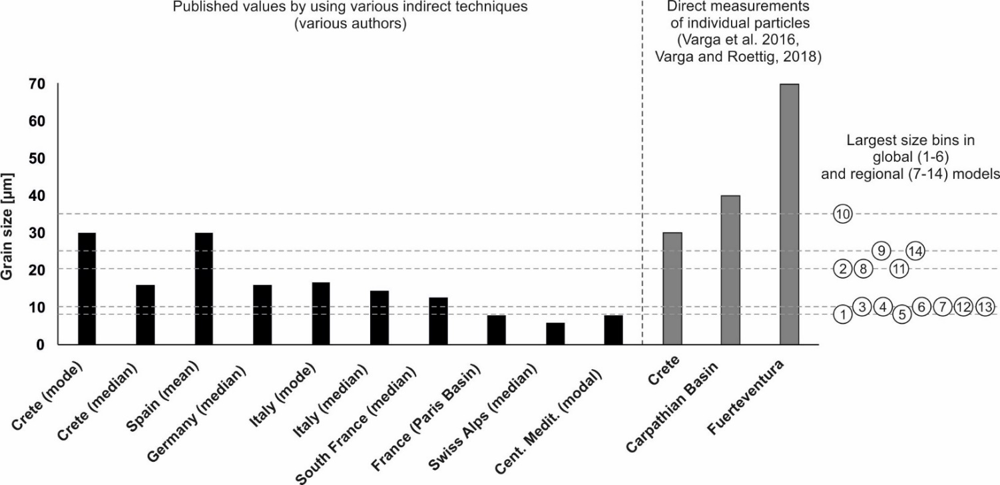 Published values by using various indirect techniques
(various authors)
Direct measurements
of individual particles
(Varga et al. 2016,
Varga and Roettig, 2018)
Grain size [µm]
70
60
50
40
30
20
10
0
Largest size bins in
global (1-6)
and regional (7-14) models
10
9 14
2 8 11
3 4 6 7 12 13
1 5
Crete (mode)
Crete (median)
Spain (mean)
Germany (median)
Italy (mode)
Italy (median)
South France (median)
France (Paris Basin)
Swiss Alps (median)
Cent. Medit. (modal)
Crete
Carpathian Basin
Fuerteventura